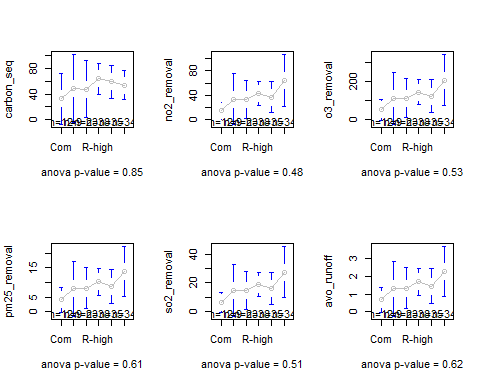 carbon_seq
0 40 80
Com R-high
anova p-value = 0.85
no2_removal
0 40 80
Com R-high
anova p-value = 0.48
o3_removal
0 200
Com R-high
anova p-value = 0.53
pm25_removal
0 5 15
Com R-high
anova p-value = 0.61
so2_removal
0 20 40
Com R-high
anova p-value = 0.51
avo_runoff
0 1 2 3
Com R-high
anova p-value = 0.62